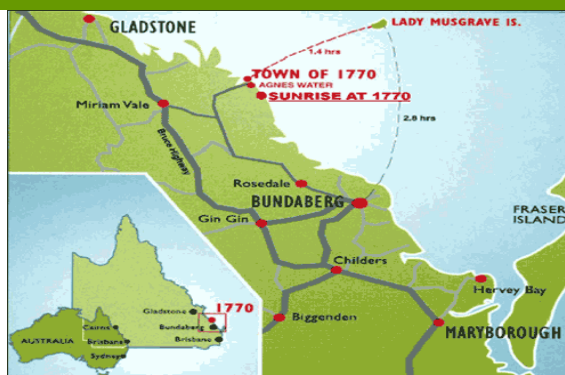 GLADSTONE
LADY MUSGRAVE IS.
1.4 hrs
TOWN OF 1770
AGNES WATER
SUNRISE AT 1770
Miriam Vale
2.8 hrs
Bruce Highway
Rosedale
BUNDABERG
Gin Gin
FRASER
ISLAND
Childers
Hervey Bay
Biggenden
MARYBOROUGH
Gladstone
1770
Bundaberg
Cairns
Brisbane
AUSTRALIA
Brisbane
Sydney